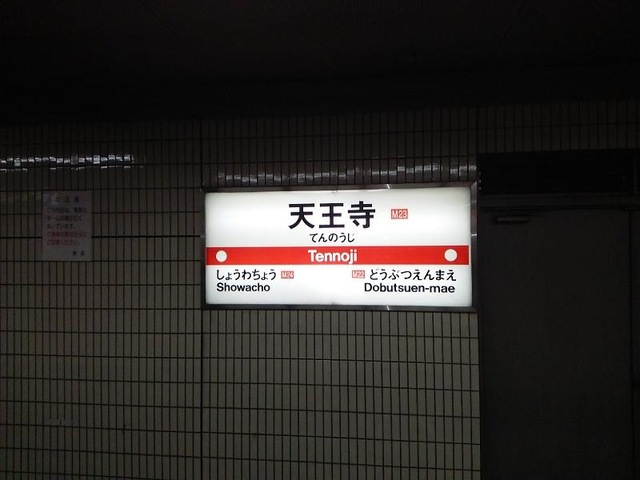 天王寺 M23
てんのうじ
Tennoji
しょうわちょう M24 M22 どうぶつえんまえ
Showacho Dobutsuen-mae